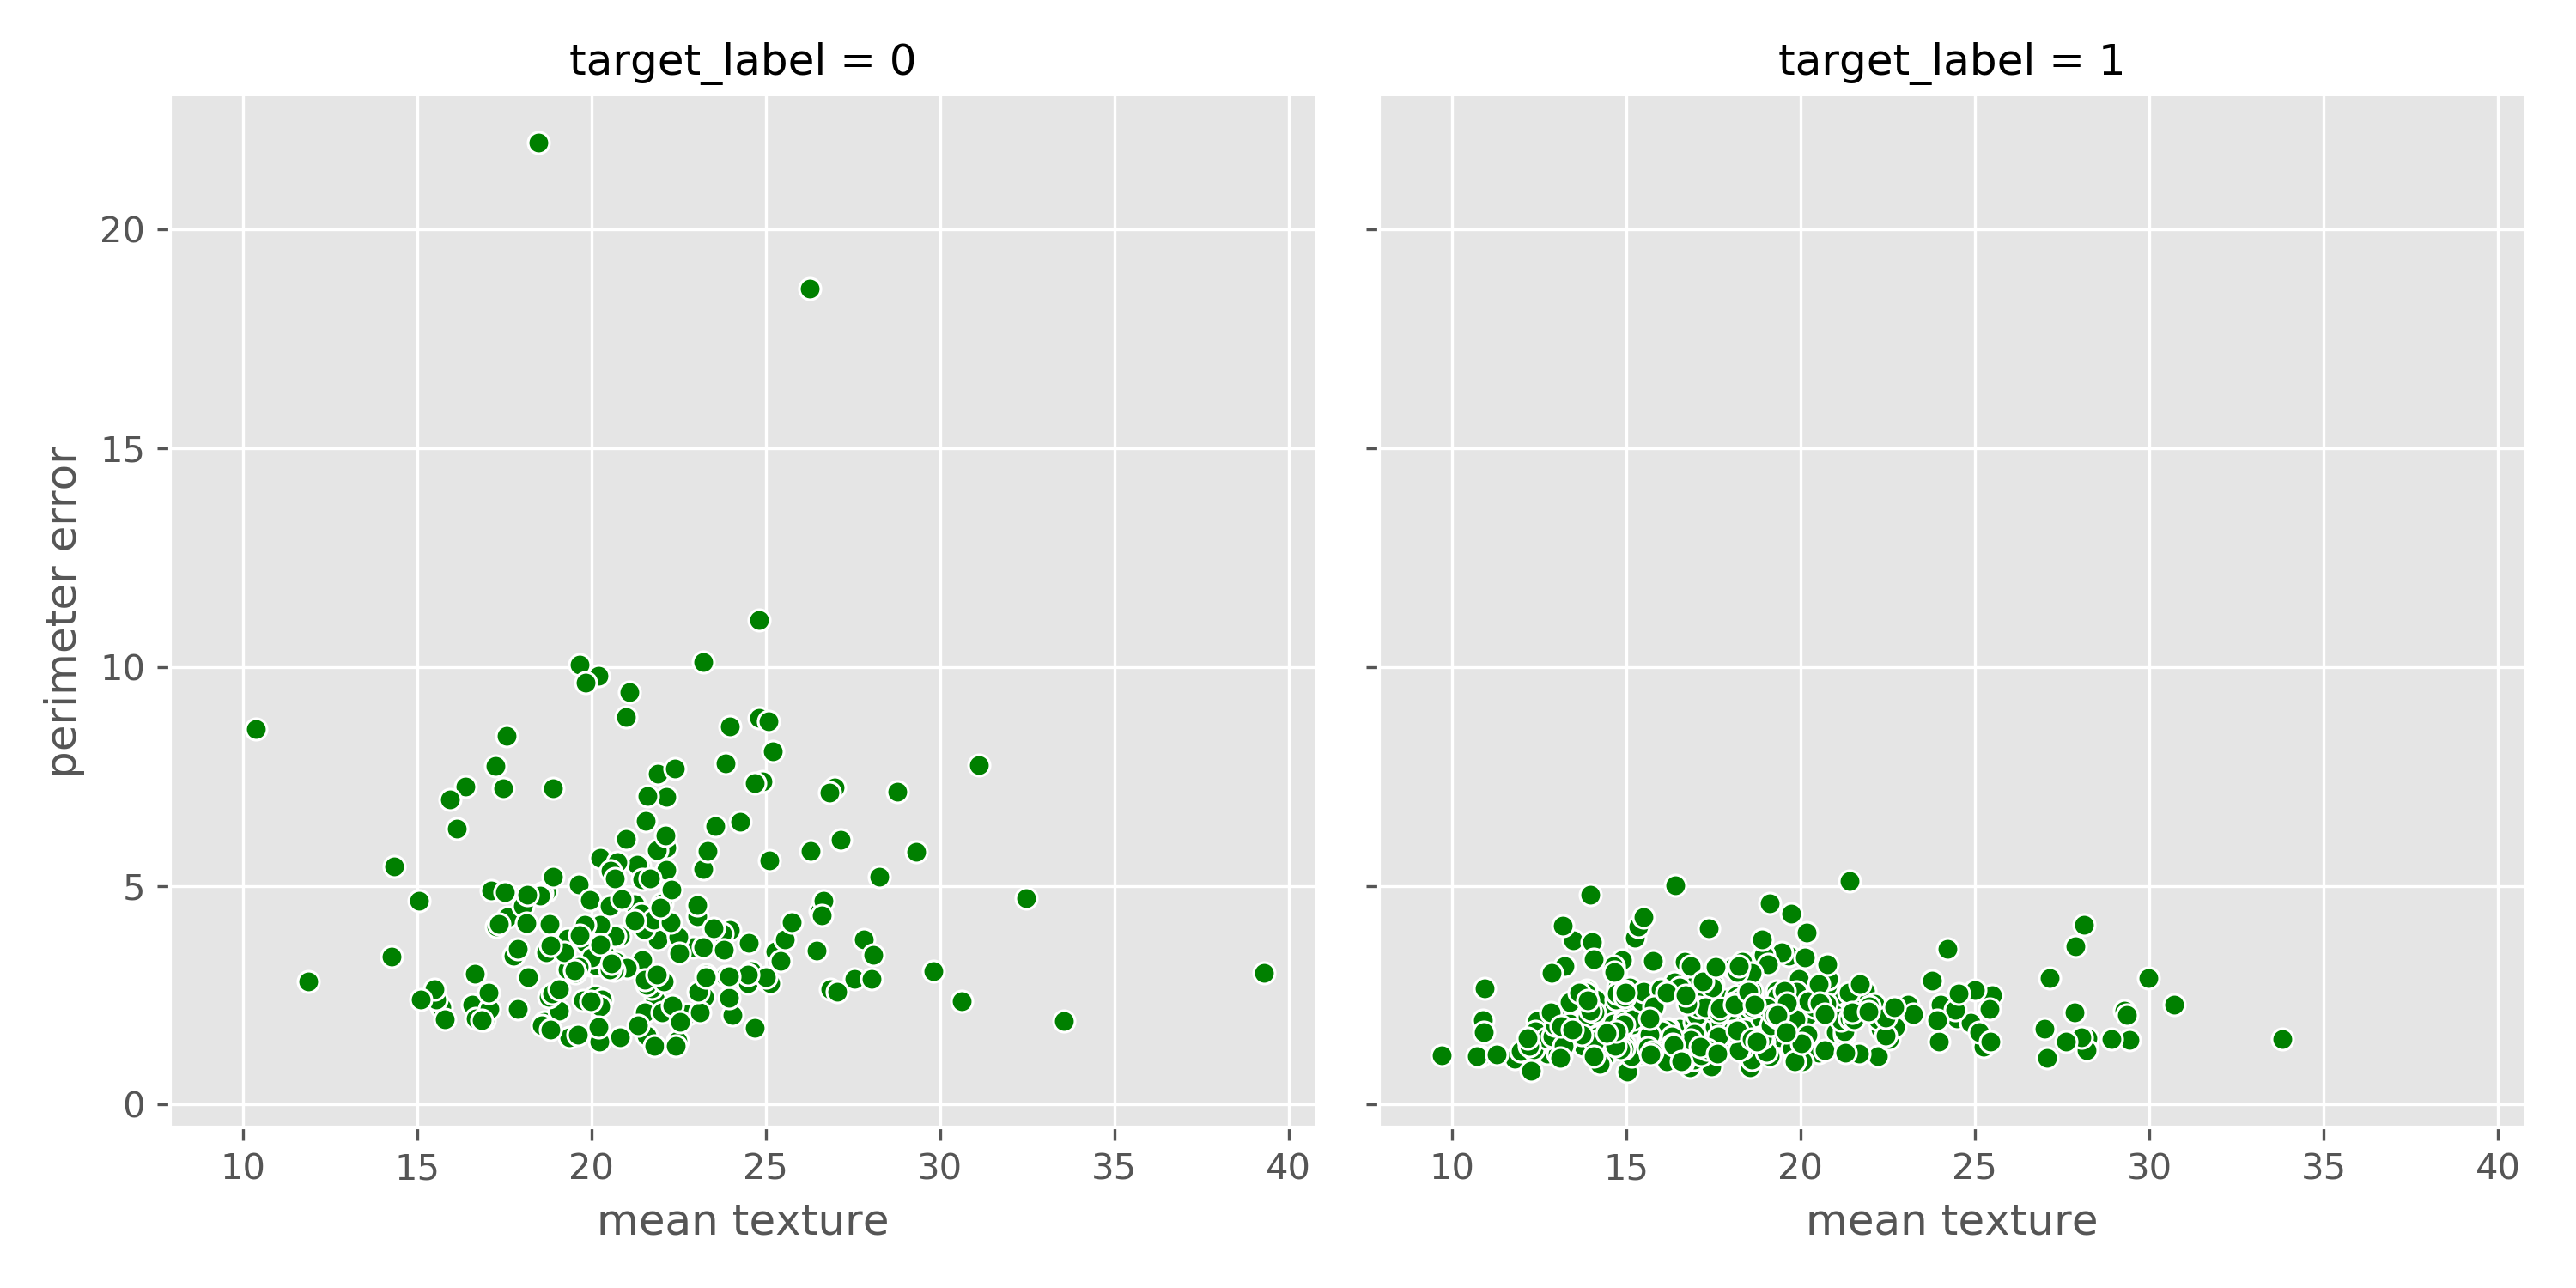 target_label = 0
target_label = 1
perimeter error
20
15
10
5
0
10 15 20 25 30 35 40
10 15 20 25 30 35 40
mean texture
mean texture